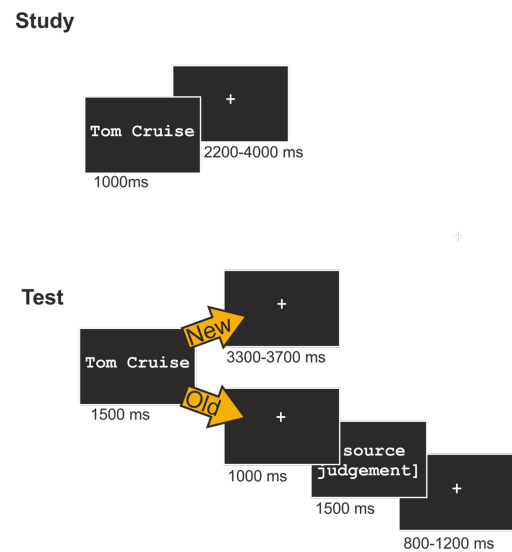 Study
+
Tom Cruise
2200-4000 ms
1000ms
Test
+
New
Tom Cruise
3300-3700 ms
Old
+
1500 ms
source
judgement]
1000 ms
+
1500 ms
800-1200 ms